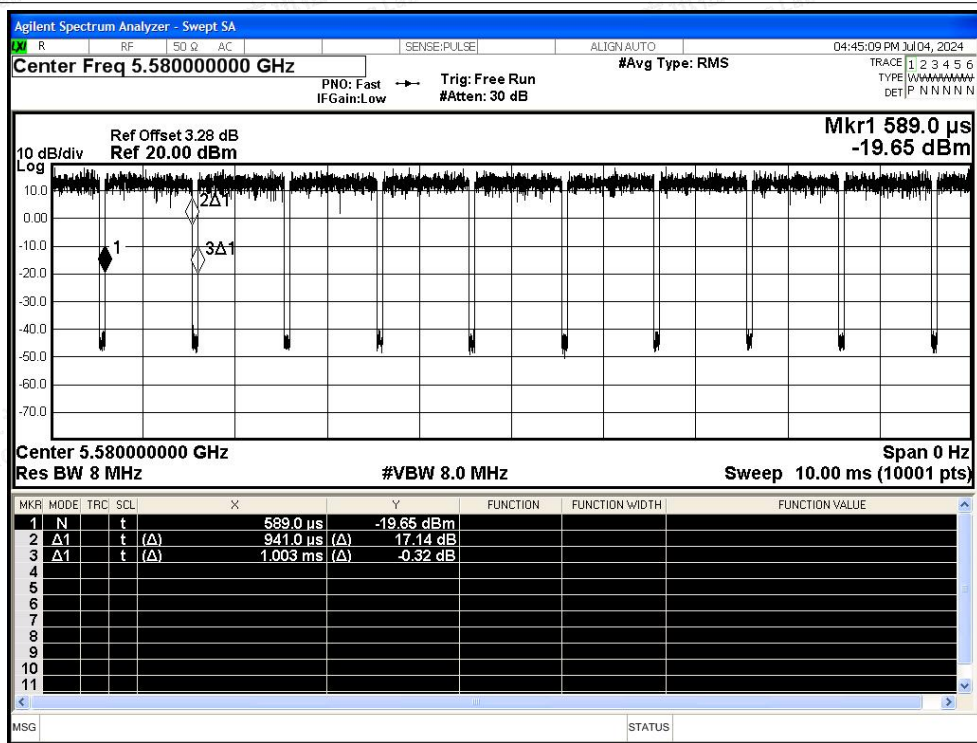 Agilent Spectrum Analyzer - Swept SA
LXI R RF 50 Ω AC SENSE:PULSE ALIGN AUTO 04:45:09 PM Jul 04, 2024
Center Freq 5.580000000 GHz #Avg Type: RMS TRACE 1 2 3 4 5 6
PNO: Fast Trig: Free Run TYPE WWWWWW
IFGain:Low #Atten: 30 dB DET P N N N N N
Ref Offset 3.28 dB Mkr1 589.0 µs
10 dB/div Ref 20.00 dBm -19.65 dBm
Log
10.0
2Δ1
0.00
-10.0
1
3Δ1
-20.0
-30.0
-40.0
-50.0
-60.0
-70.0
Center 5.580000000 GHz Span 0 Hz
Res BW 8 MHz #VBW 8.0 MHz Sweep 10.00 ms (10001 pts)
MKR MODE TRC SCL X Y FUNCTION FUNCTION WIDTH FUNCTION VALUE
1 N t 589.0 µs -19.65 dBm
2 Δ1 t (Δ) 941.0 µs (Δ) 17.14 dB
3 Δ1 t (Δ) 1.003 ms (Δ) -0.32 dB
4
5
6
7
8
9
10
11
MSG STATUS